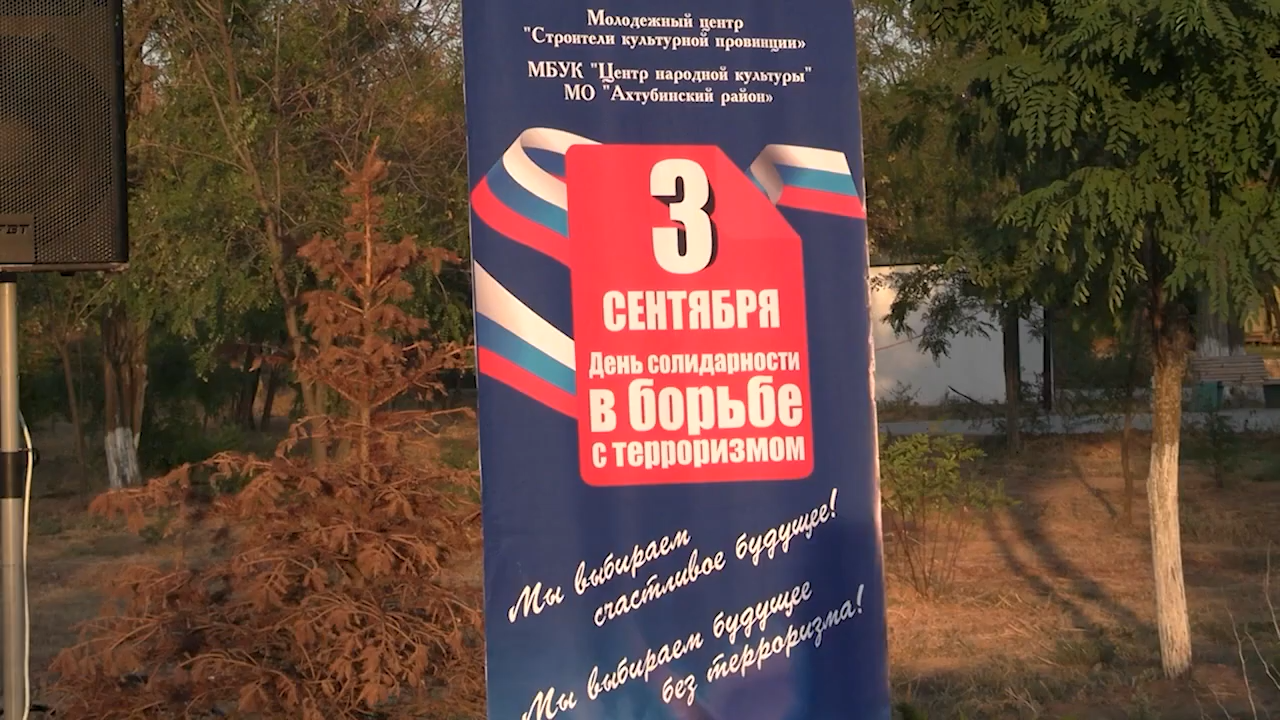 Молодежный центр
"Строители культурной провинции»
МБУК "Центр народной культуры"
МО "Ахтубинский район»
3
СЕНТЯБРЯ
День солидарности
в борьбе
с терроризмом
Мы выбираем
счастливое будущее!
Мы выбираем будущее
без терроризма!